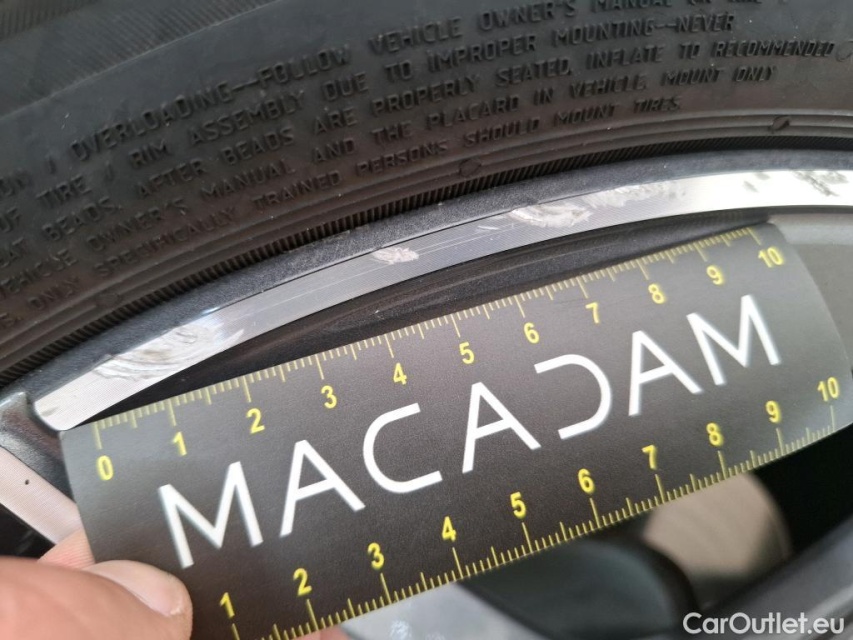 VEHICLE OWNER'S MANUAL
OVERLOADING—FOLLOW
OF TIRE / RIM ASSEMBLY DUE TO IMPROPER MOUNTING—NEVER
BEADS. AFTER BEADS ARE PROPERLY SEATED, INFLATE TO RECOMMENDED
VEHICLE OWNER'S MANUAL AND THE PLACARD IN VEHICLE. MOUNT ONLY
ONLY SPECIFICALLY TRAINED PERSONS SHOULD MOUNT TIRES.
0 1 2 3 4 5 6 7 8 9 10
MACADAM
1 2 3 4 5 6 7 8 9 10
CarOutlet.eu